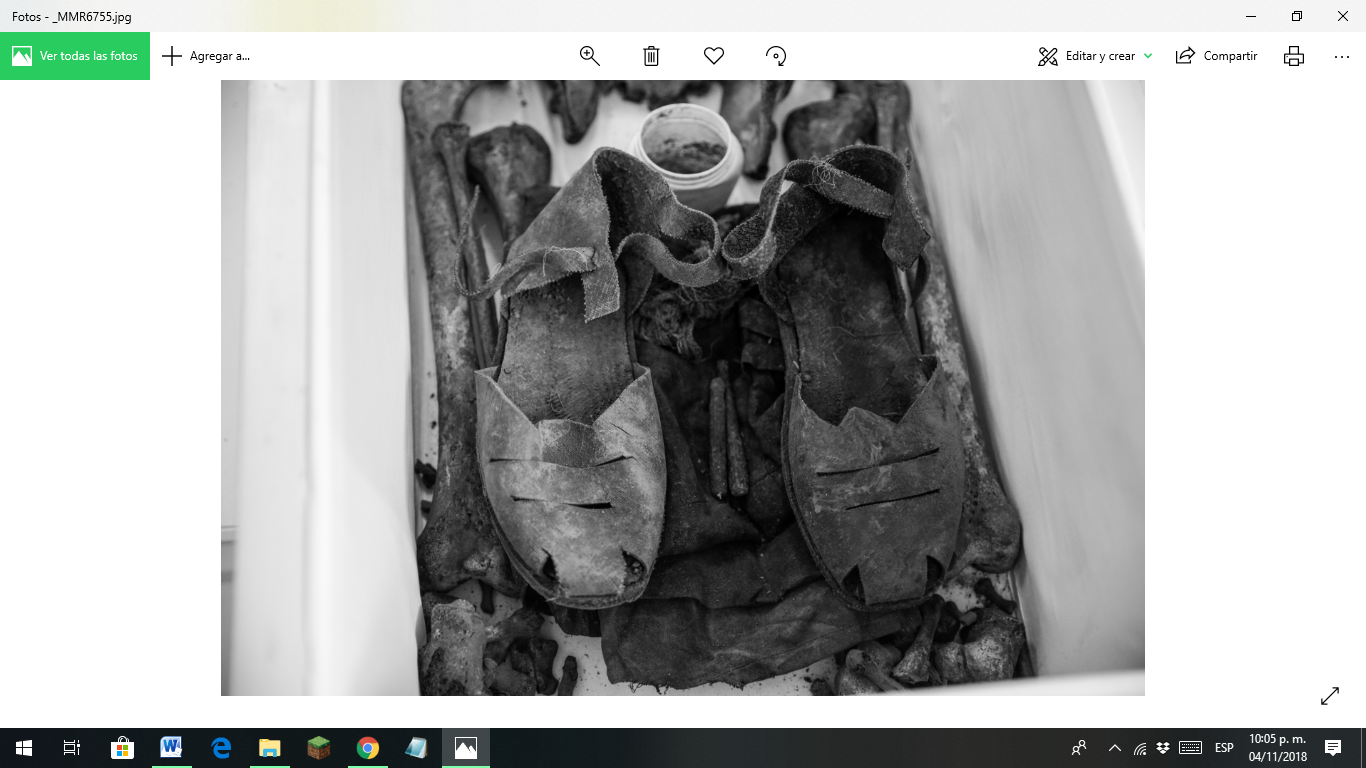 Fotos - _MMR6755.jpg
Ver todas las fotos
Agregar a...
Editar y crear
Compartir
ESP
10:05 p. m.
04/11/2018